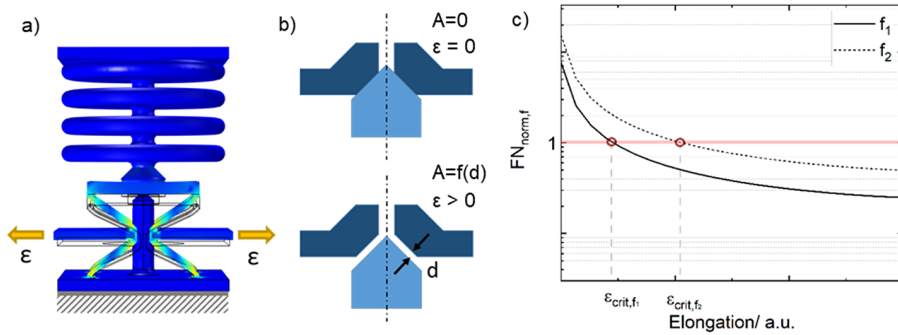 a)
ε
ε
b)
A=0
ε = 0
A=f(d)
ε > 0
d
c)
f₁
f₂
FNnorm,f
1
εcrit,f₁
εcrit,f₂
Elongation/ a.u.